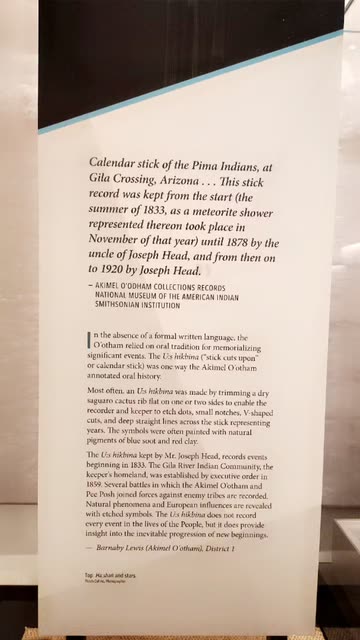 Calendar stick of the Pima Indians, at
Gila Crossing, Arizona . . . This stick
record was kept from the start (the
summer of 1833, as a meteorite shower
represented thereon took place in
November of that year) until 1878 by the
uncle of Joseph Head, and from then on
to 1920 by Joseph Head.
– AKIMEL O'ODHAM COLLECTIONS RECORDS
NATIONAL MUSEUM OF THE AMERICAN INDIAN
SMITHSONIAN INSTITUTION
In the absence of a formal written language, the
O'otham relied on oral tradition for memorializing
significant events. The U:s hikbina ("stick cuts upon"
or calendar stick) was one way the Akimel O'otham
annotated oral history.
Most often, an U:s hikbina was made by trimming a dry
saguaro cactus rib flat on one or two sides to enable the
recorder and keeper to etch dots, small notches, V-shaped
cuts, and deep straight lines across the stick representing
years. The symbols were often painted with natural
pigments of blue soot and red clay.
The U:s hikbina kept by Mr. Joseph Head, records events
beginning in 1833. The Gila River Indian Community, the
keeper's homeland, was established by executive order in
1859. Several battles in which the Akimel O'otham and
Pee Posh joined forces against enemy tribes are recorded.
Natural phenomena and European influences are revealed
with etched symbols. The U:s hikbina does not record
every event in the lives of the People, but it does provide
insight into the inevitable progression of new beginnings.
— Barnaby Lewis (Akimel O'otham), District 1
Top: and stars